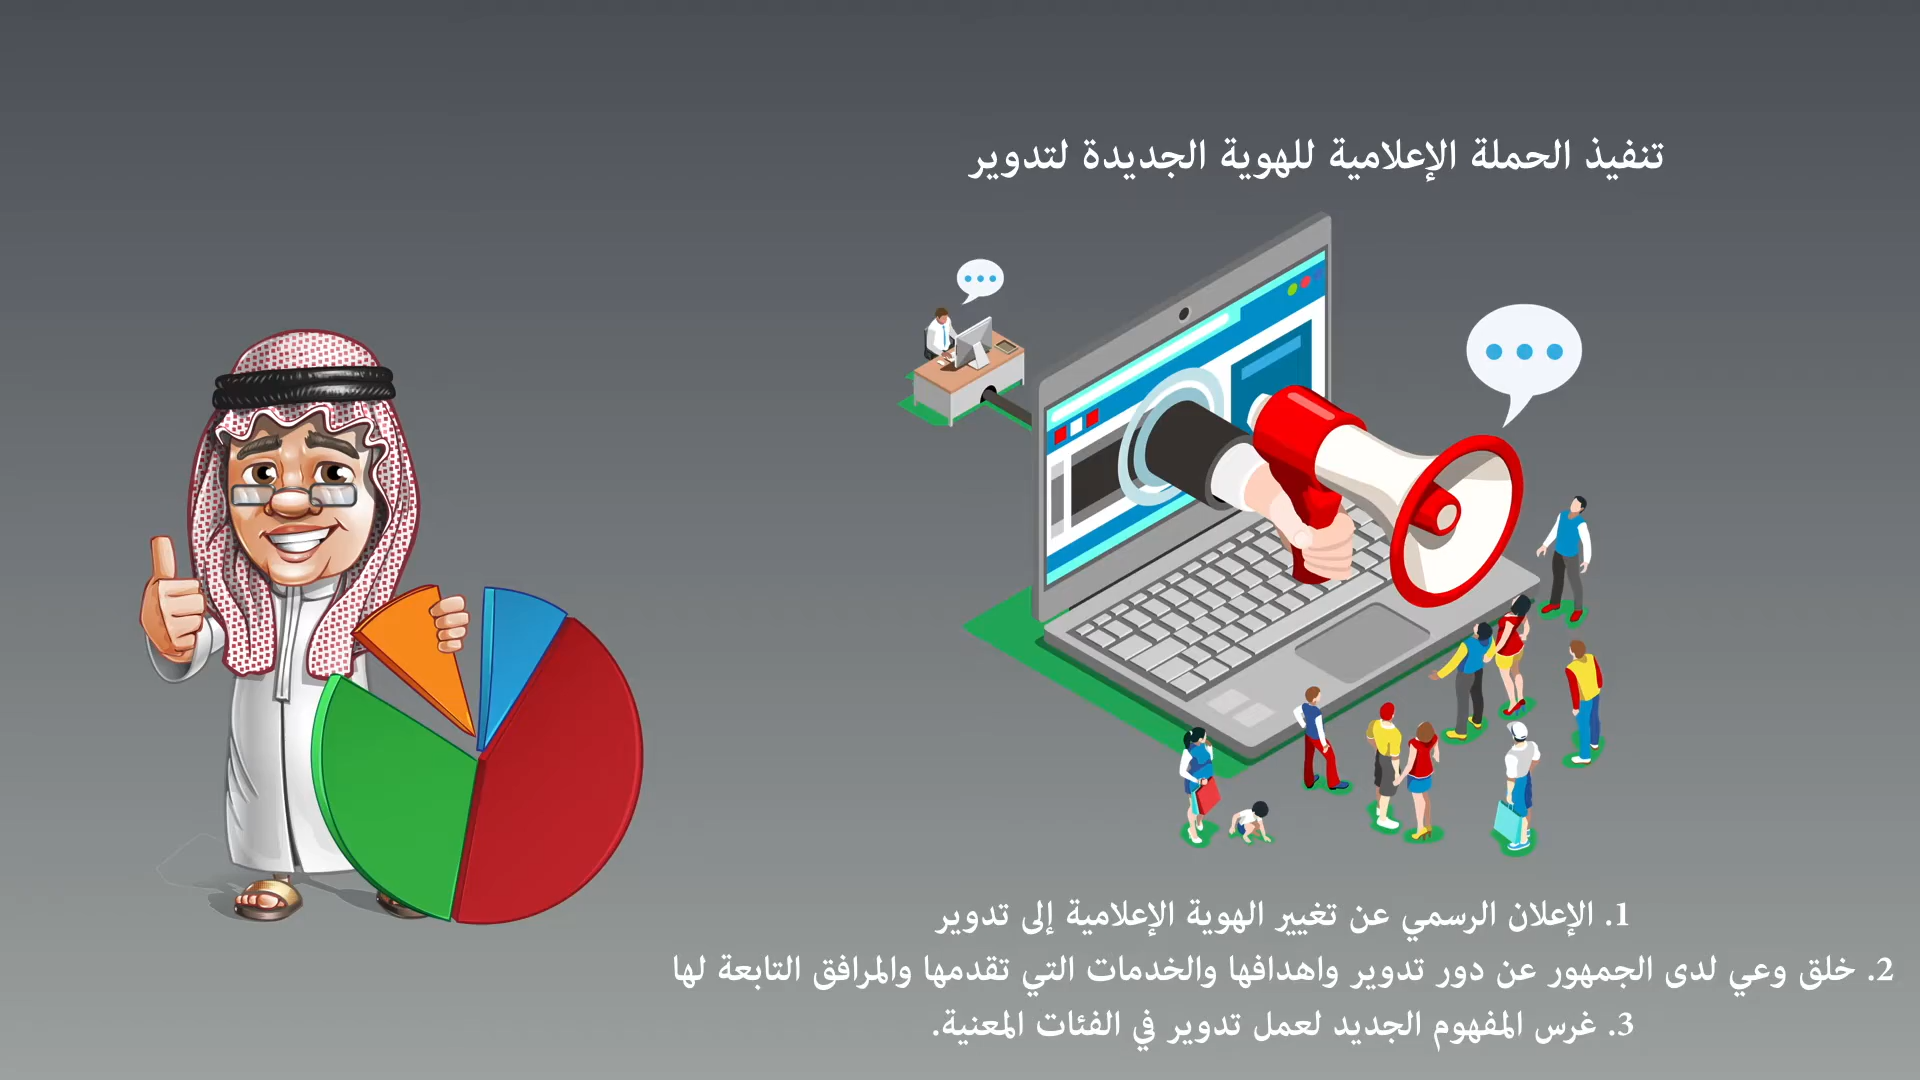 تنفيذ الحملة الإعلامية للهوية الجديدة لتدوير
1. الإعلان الرسمي عن تغيير الهوية الإعلامية إلى تدوير
2. خلق وعي لدى الجمهور عن دور تدوير واهدافها والخدمات التي تقدمها والمرافق التابعة لها
3. غرس المفهوم الجديد لعمل تدوير في الفئات المعنية.